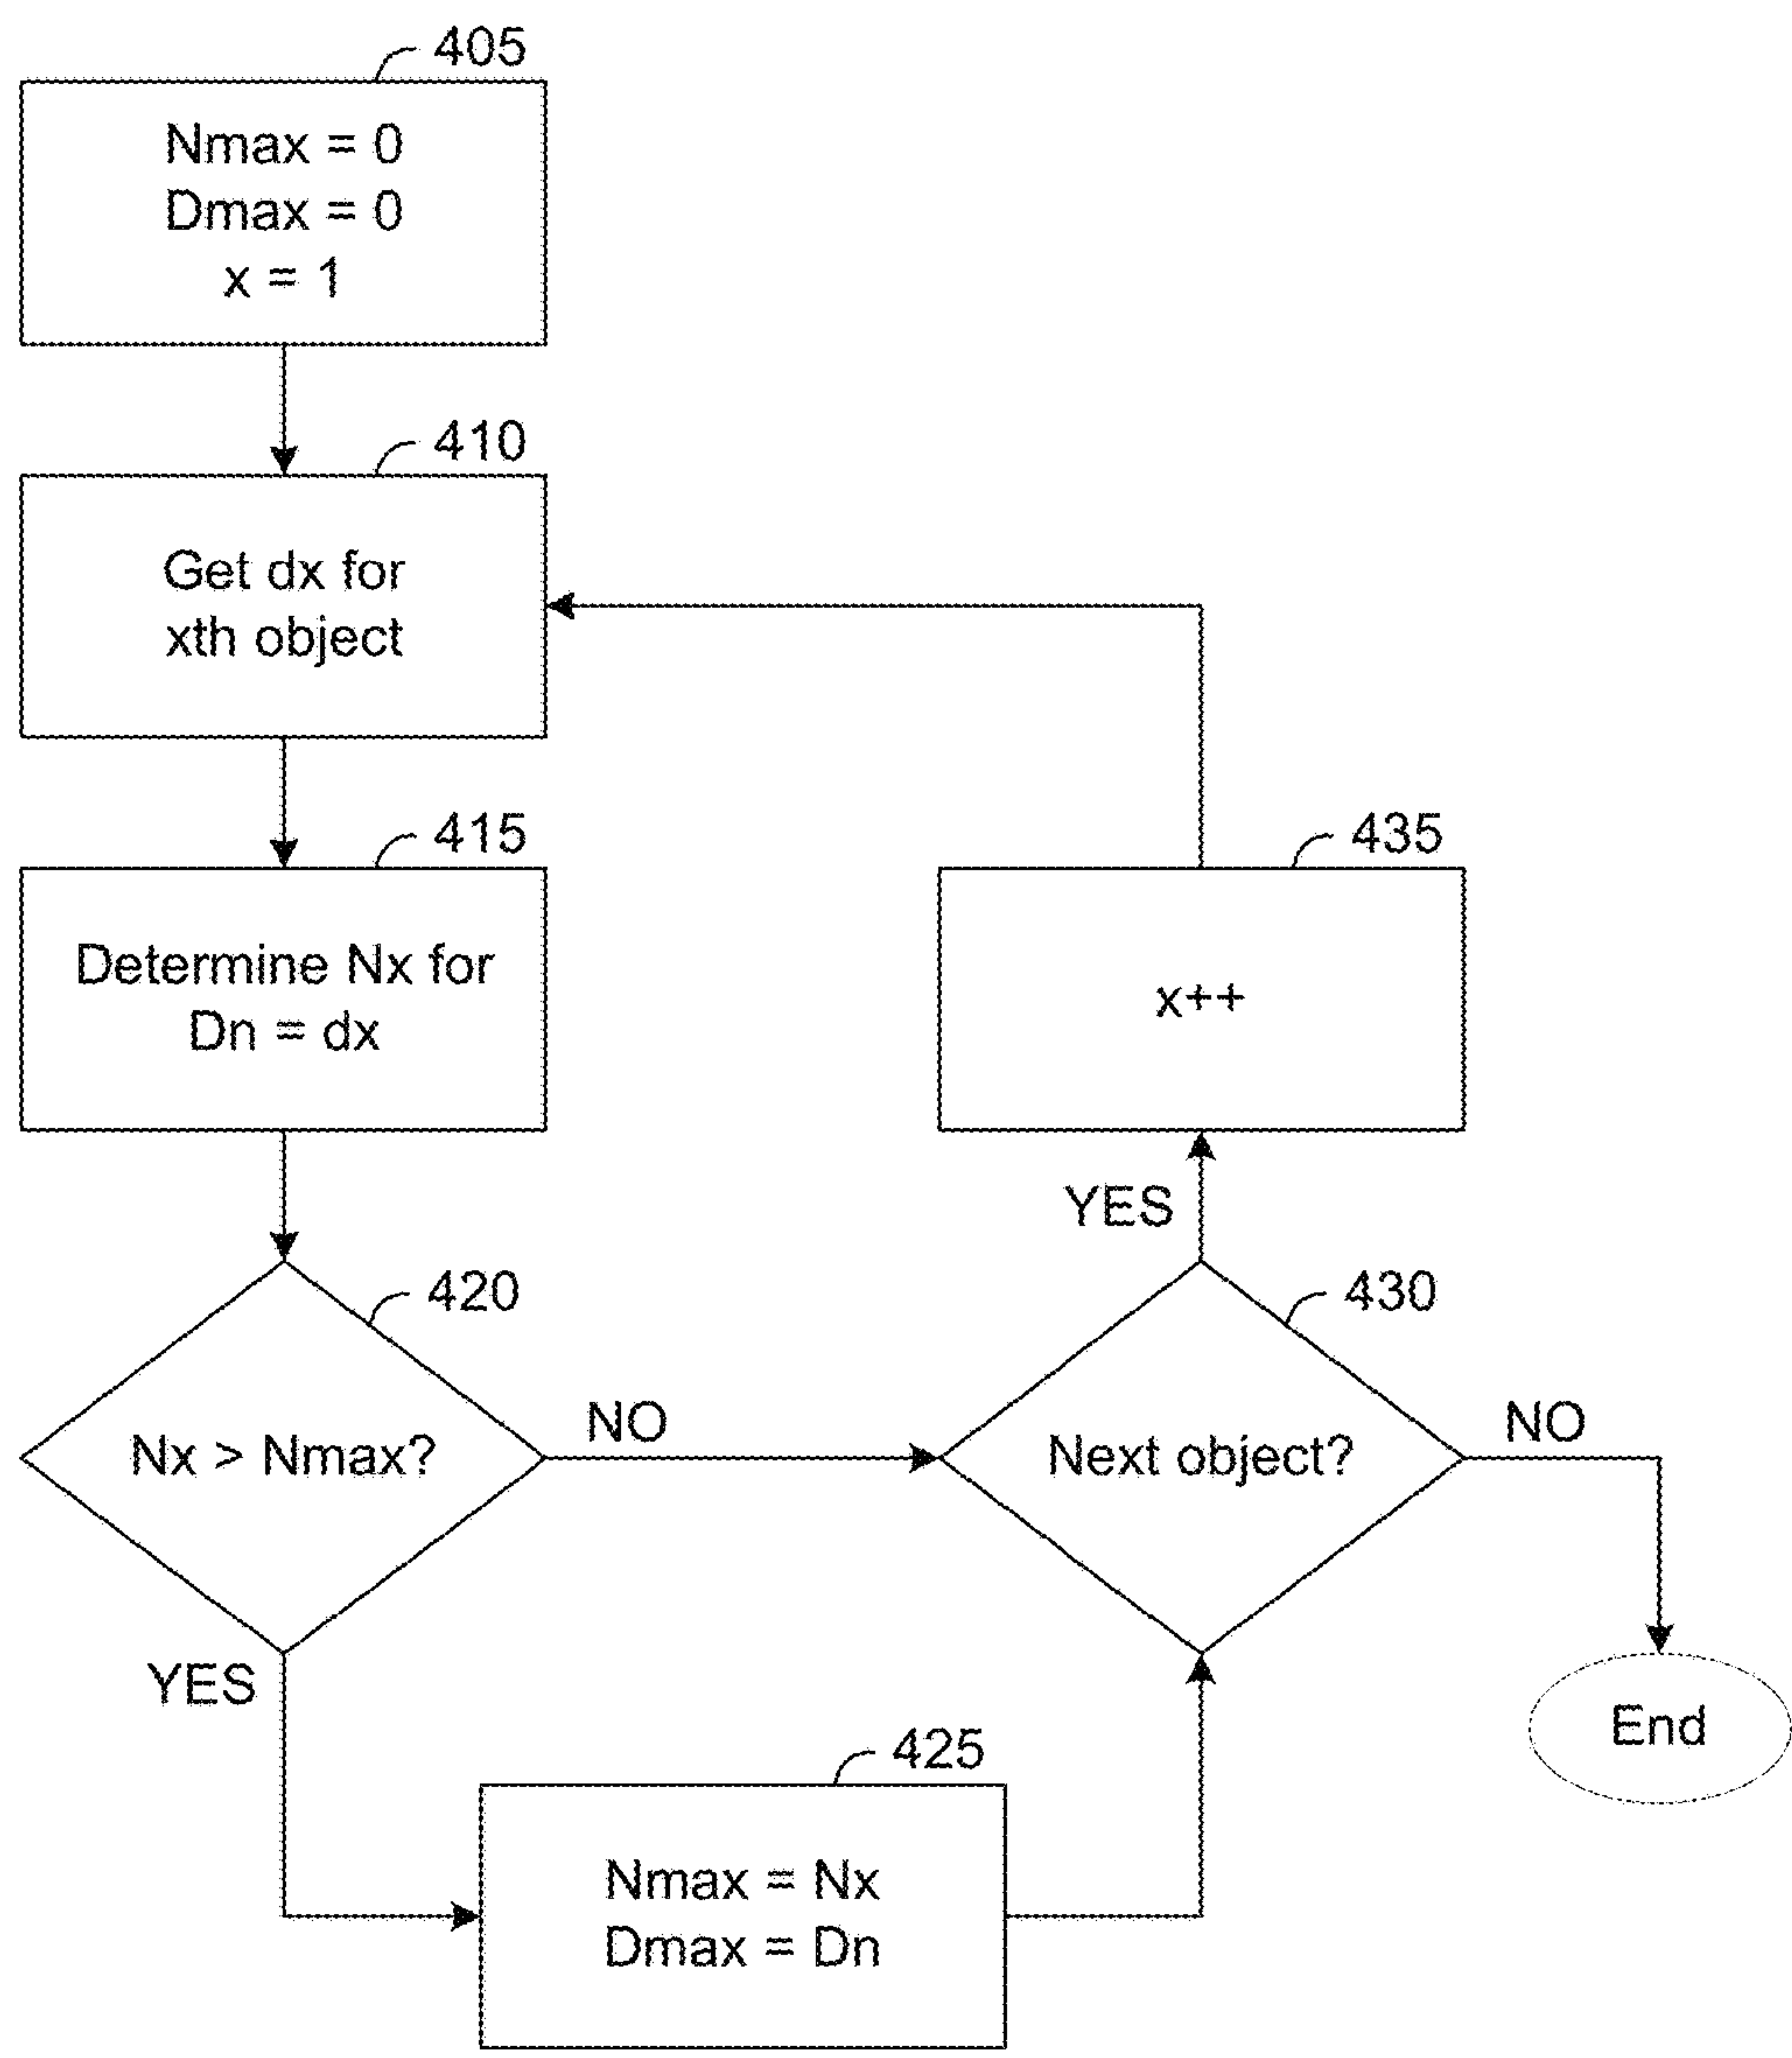 405
Nmax = 0
Dmax = 0
x = 1
410
Get dx for
xth object
415
Determine Nx for
Dn = dx
435
x++
YES
420
Nx > Nmax?
NO
430
Next object?
NO
YES
425
Nmax = Nx
Dmax = Dn
End